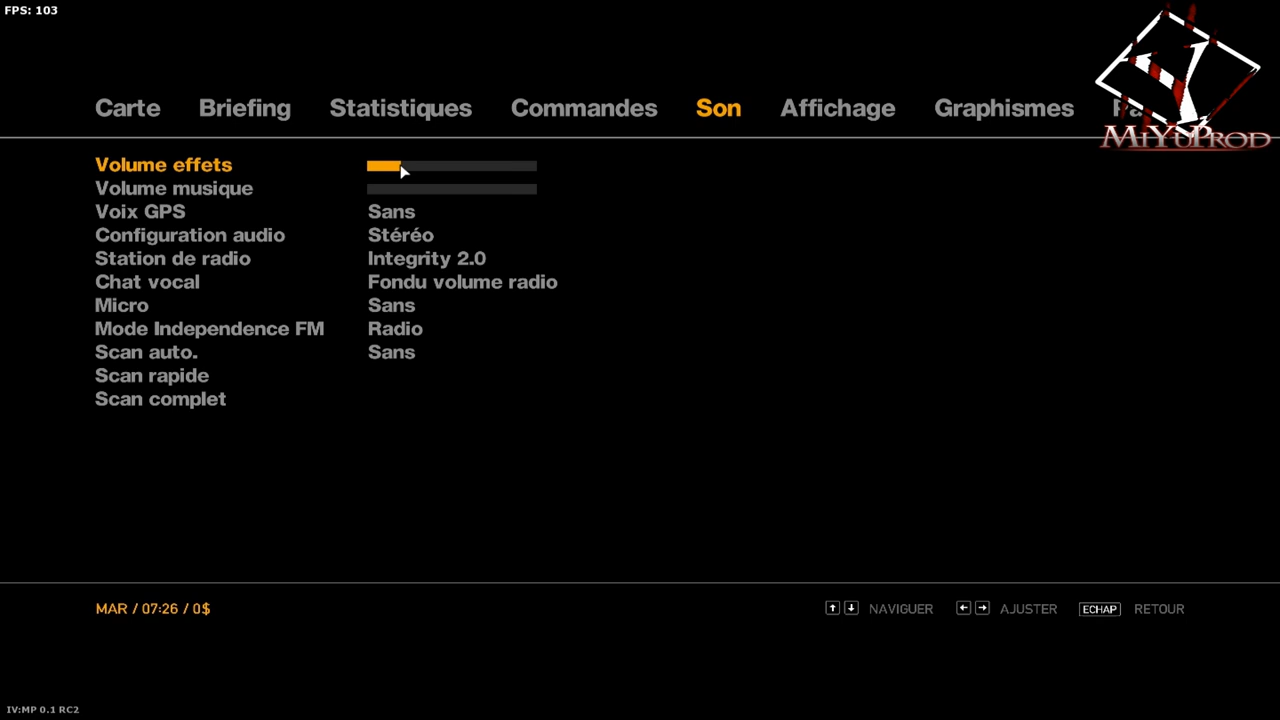 FPS: 103
Carte Briefing Statistiques Commandes Son Affichage Graphismes
MIYUPROD
Volume effets
Volume musique
Voix GPS Sans
Configuration audio Stéréo
Station de radio Integrity 2.0
Chat vocal Fondu volume radio
Micro Sans
Mode Independence FM Radio
Scan auto. Sans
Scan rapide
Scan complet
MAR / 07:26 / 0$ NAVIGUER AJUSTER ECHAP RETOUR
IV:MP 0.1 RC2